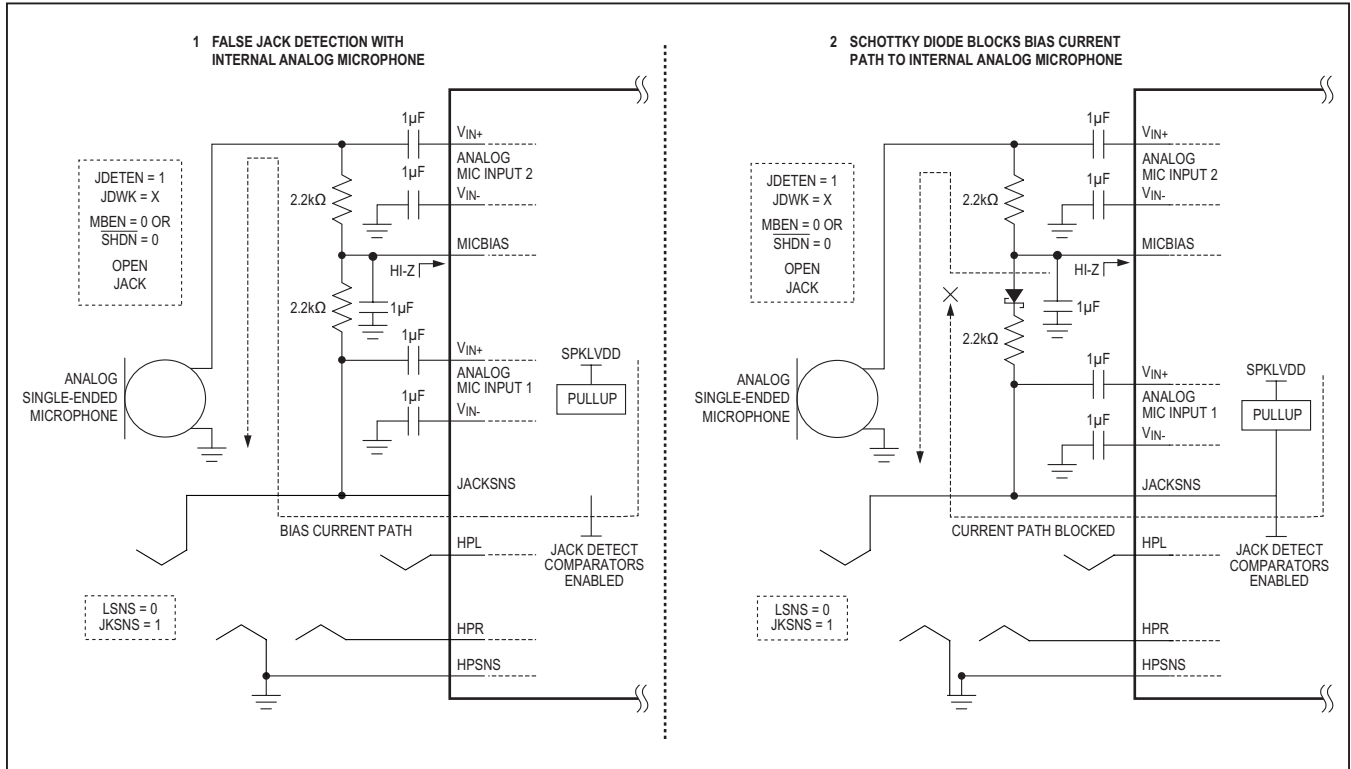 1 FALSE JACK DETECTION WITH
INTERNAL ANALOG MICROPHONE
JDETEN = 1
JDWK = X
MBEN = 0 OR
SHDN = 0
OPEN
JACK
1µF
VIN+
ANALOG
MIC INPUT 2
1µF
VIN-
2.2kΩ
MICBIAS
HI-Z
2.2kΩ
1µF
1µF
VIN+
ANALOG
MIC INPUT 1
1µF
VIN-
SPKLVDD
PULLUP
ANALOG
SINGLE-ENDED
MICROPHONE
JACKSNS
BIAS CURRENT PATH
HPL
JACK DETECT
COMPARATORS
ENABLED
LSNS = 0
JKSNS = 1
HPR
HPSNS
2 SCHOTTKY DIODE BLOCKS BIAS CURRENT
PATH TO INTERNAL ANALOG MICROPHONE
JDETEN = 1
JDWK = X
MBEN = 0 OR
SHDN = 0
OPEN
JACK
1µF
VIN+
ANALOG
MIC INPUT 2
1µF
VIN-
2.2kΩ
MICBIAS
HI-Z
1µF
2.2kΩ
1µF
VIN+
ANALOG
MIC INPUT 1
1µF
VIN-
SPKLVDD
PULLUP
ANALOG
SINGLE-ENDED
MICROPHONE
JACKSNS
CURRENT PATH BLOCKED
HPL
JACK DETECT
COMPARATORS
ENABLED
LSNS = 0
JKSNS = 1
HPR
HPSNS